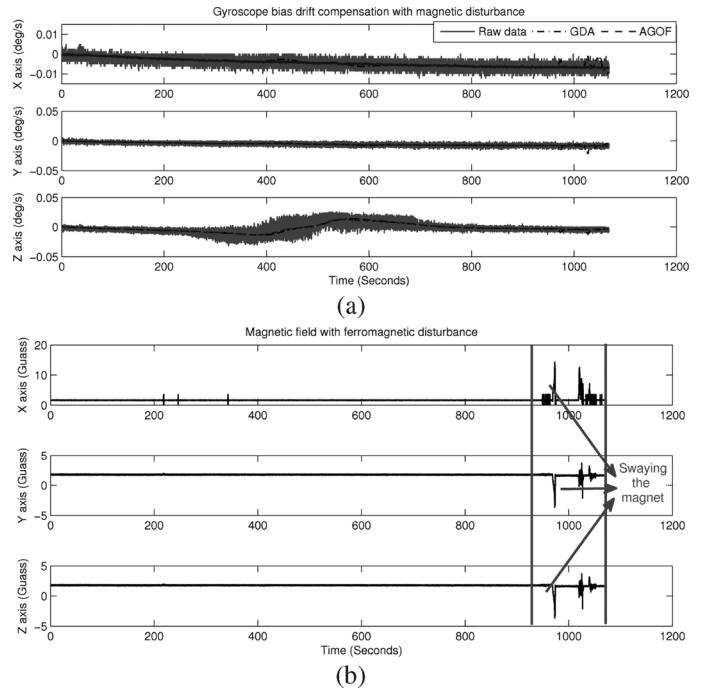 Gyroscope bias drift compensation with magnetic disturbance
Raw data GDA AGOF
X axis (deg/s)
0.01
0
−0.01
0 200 400 600 800 1000 1200
Y axis (deg/s)
0.05
0
−0.05
0 200 400 600 800 1000 1200
Z axis (deg/s)
0.05
0
−0.05
0 200 400 600 800 1000 1200
Time (Seconds)
(a)
Magnetic field with ferromagnetic disturbance
X axis (Guass)
20
10
0
0 200 400 600 800 1000 1200
Y axis (Guass)
5
0
−5
0 200 400 600 800 1000 1200
Swaying
the
magnet
Z axis (Guass)
5
0
−5
0 200 400 600 800 1000 1200
Time (Seconds)
(b)